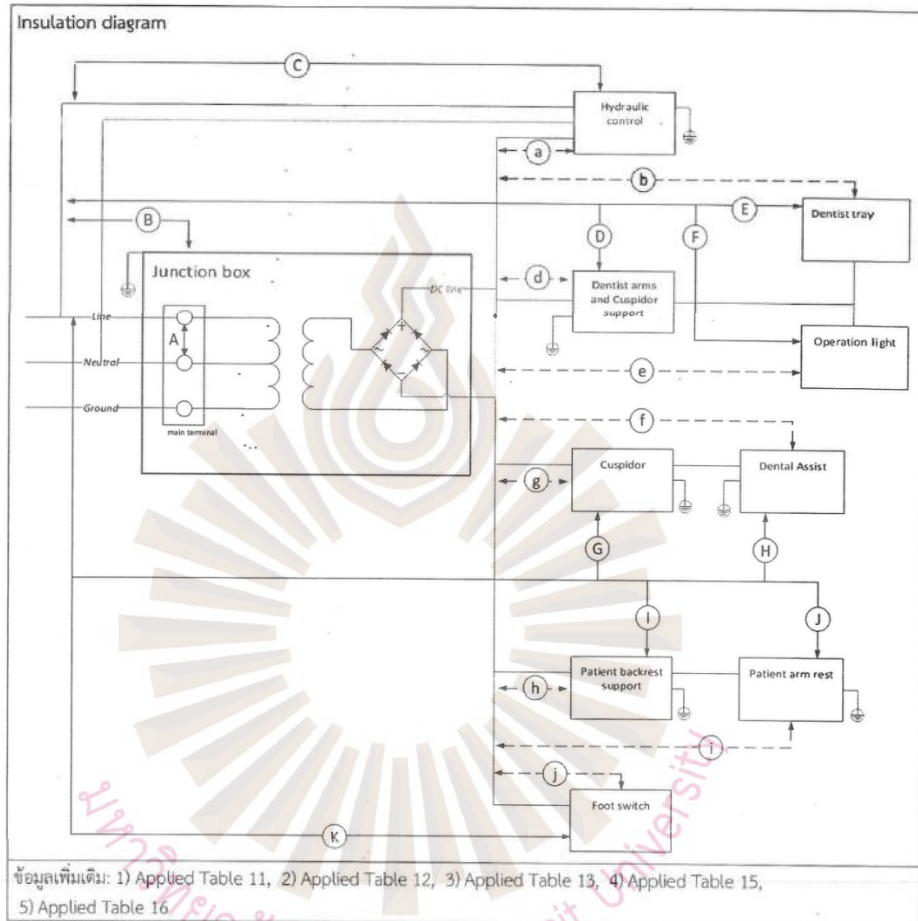 Insulation diagram
C
Hydraulic control
a
b
B
E
Dentist tray
D
F
Junction box
DC line
d
Dentist arms and Cuspidor support
Line
A
Operation light
Neutral
e
Ground
main terminal
f
Cuspidor
Dental Assist
g
G
H
I
J
Patient backrest support
Patient arm rest
h
i
j
Foot switch
K
ข้อมูลเพิ่มเติม: 1) Applied Table 11, 2) Applied Table 12, 3) Applied Table 13, 4) Applied Table 15,
5) Applied Table 16
University